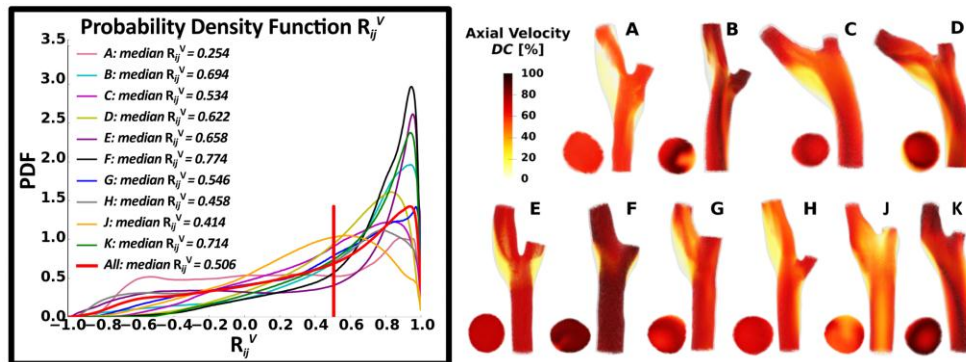 Probability Density Function R_ij^V
3.5
3.0
2.5
2.0
1.5
1.0
0.5
0.0
PDF
A: median R_ij^V = 0.254
B: median R_ij^V = 0.694
C: median R_ij^V = 0.534
D: median R_ij^V = 0.622
E: median R_ij^V = 0.658
F: median R_ij^V = 0.774
G: median R_ij^V = 0.546
H: median R_ij^V = 0.458
J: median R_ij^V = 0.414
K: median R_ij^V = 0.714
All: median R_ij^V = 0.506
-1.0 -0.8 -0.6 -0.4 -0.2 0.0 0.2 0.4 0.6 0.8 1.0
R_ij^V
Axial Velocity
DC [%]
100
80
60
40
20
0
A B C D
E F G H J K